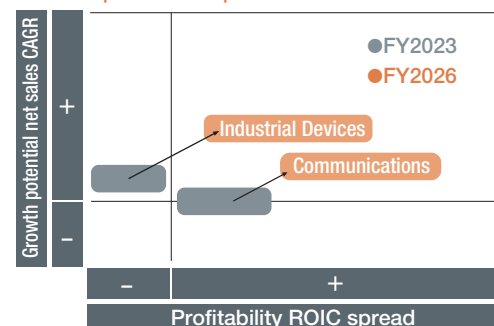 Growth potential net sales CAGR
+
−
●FY2023
●FY2026
Industrial Devices
Communications
−
+
Profitability ROIC spread